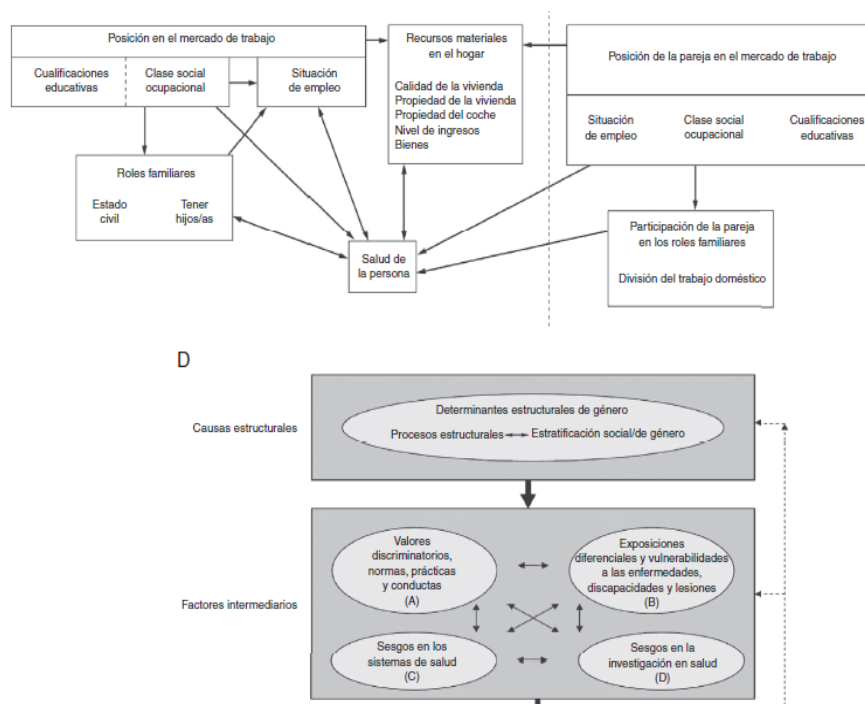 Posición en el mercado de trabajo
Cualificaciones
educativas
Clase social
ocupacional
Situación
de empleo
Recursos materiales
en el hogar
Calidad de la vivienda
Propiedad de la vivienda
Propiedad del coche
Nivel de ingresos
Bienes
Posición de la pareja en el mercado de trabajo
Situación
de empleo
Clase social
ocupacional
Cualificaciones
educativas
Roles familiares
Estado
civil
Tener
hijos/as
Salud de
la persona
Participación de la pareja
en los roles familiares
División del trabajo doméstico
D
Causas estructurales
Determinantes estructurales de género
Procesos estructurales
Estratificación social/de género
Factores intermediarios
Valores
discriminatorios,
normas, prácticas
y conductas
(A)
Exposiciones
diferenciales y vulnerabilidades
a las enfermedades,
discapacidades y lesiones
(B)
Sesgos en los
sistemas de salud
(C)
Sesgos en la
investigación en salud
(D)